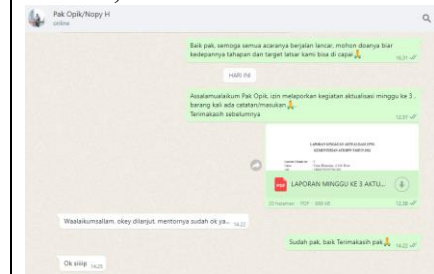 Pak Opik/Nopy H
online
Baik pak, semoga semua acaranya berjalan lancar, mohon doanya biar
kedepannya tahapan dan target latsar kami bisa di capai🙏
16.31
HARI INI
Assalamualaikum Pak Opik, izin melaporkan kegiatan aktualisasi minggu ke 3 ..
barang kali ada catatan/masukan🙏
Terimakasih sebelumnya
12.37
LAPORAN MINGGU KE 3 AKTU...
PDF
12.38
Waalaikumsallam, okey dilanjut, mentornya sudah ok ya..
14.22
Sudah pak, baik Terimakasih pak🙏
14.22
Ok siiip
14.25